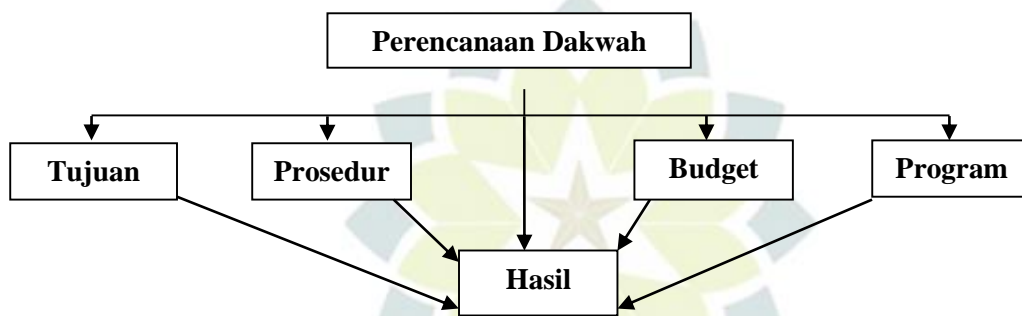 Perencanaan Dakwah
Tujuan
Prosedur
Budget
Program
Hasil